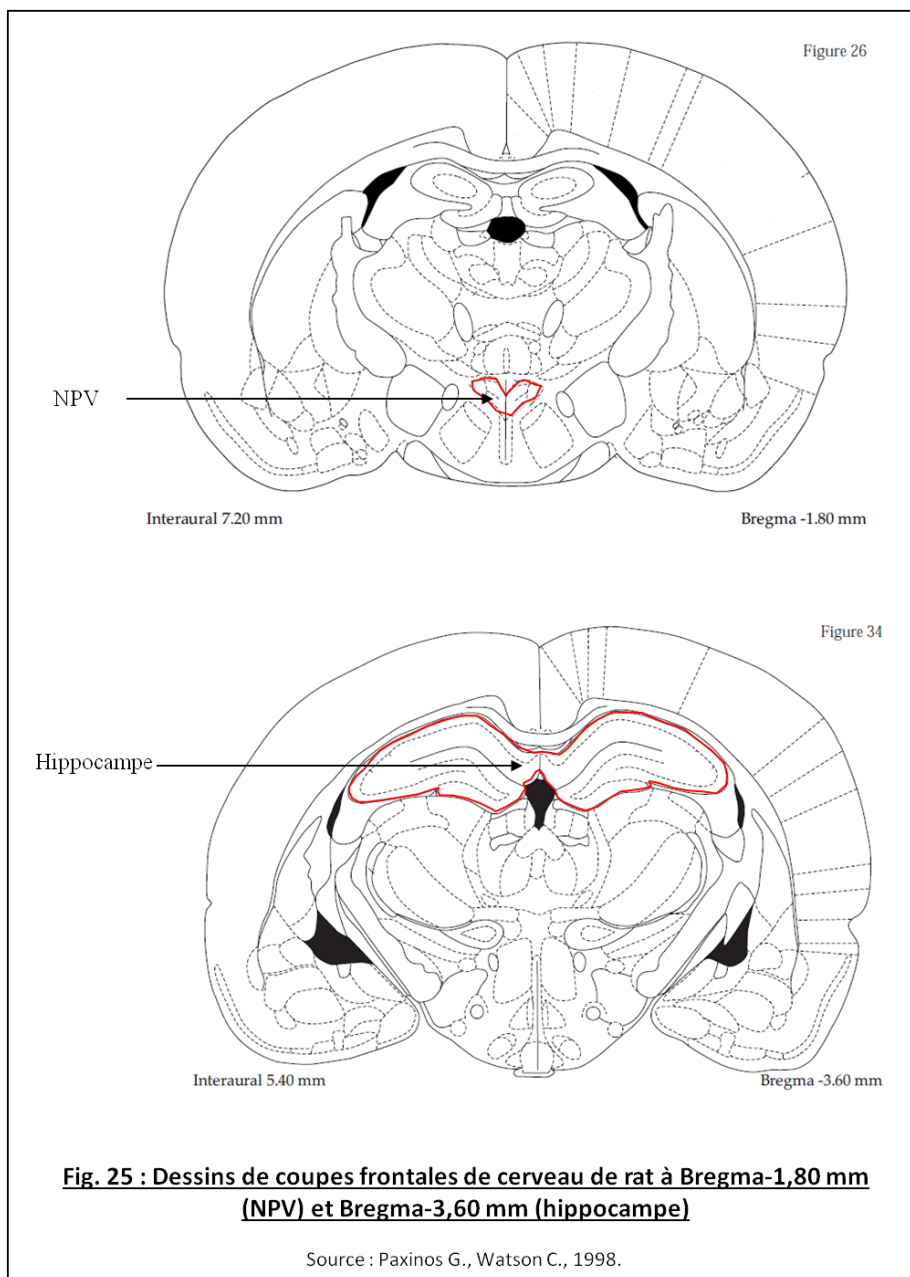 Figure 26
NPV
Interaural 7.20 mm
Bregma -1.80 mm
Figure 34
Hippocampe
Interaural 5.40 mm
Bregma -3.60 mm
Fig. 25 : Dessins de coupes frontales de cerveau de rat à Bregma-1,80 mm
(NPV) et Bregma-3,60 mm (hippocampe)
Source : Paxinos G., Watson C., 1998.